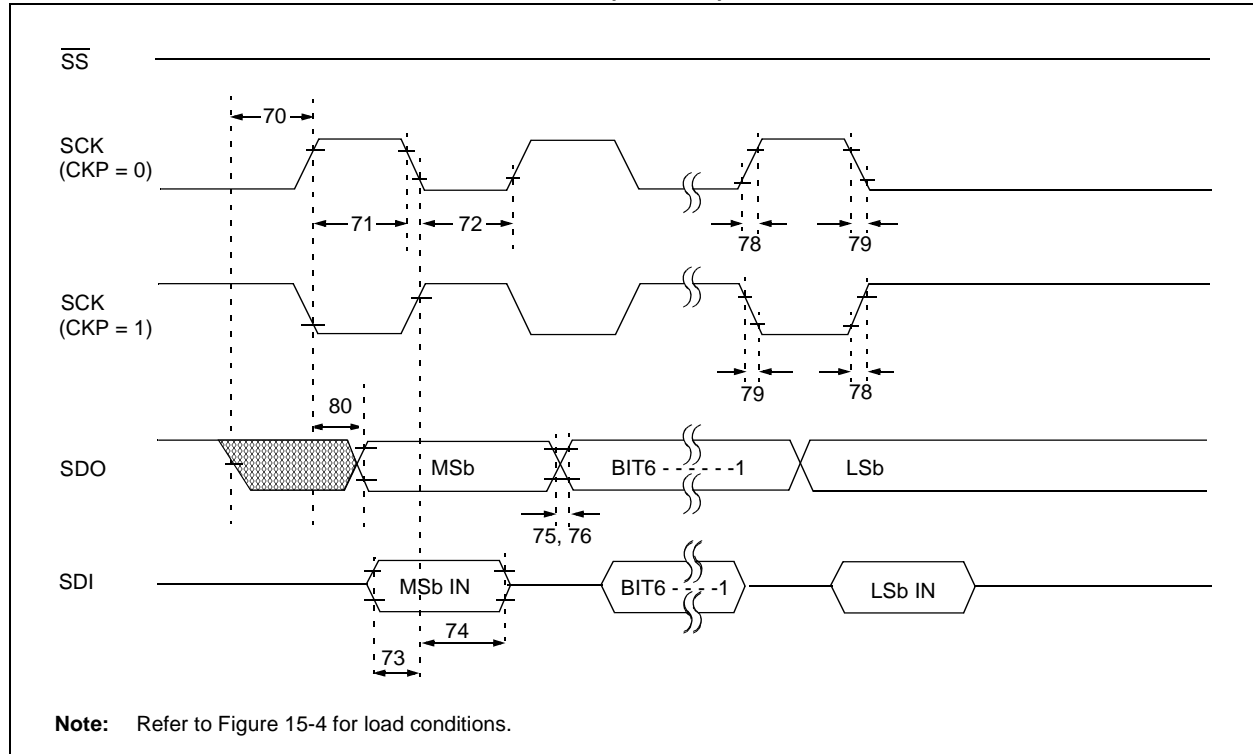 SS
70
SCK
(CKP = 0)
71
72
78
79
SCK
(CKP = 1)
79
78
80
SDO
MSb
BIT6 - - - - - -1
LSb
75, 76
SDI
MSb IN
BIT6 - - - -1
LSb IN
74
73
Note: Refer to Figure 15-4 for load conditions.